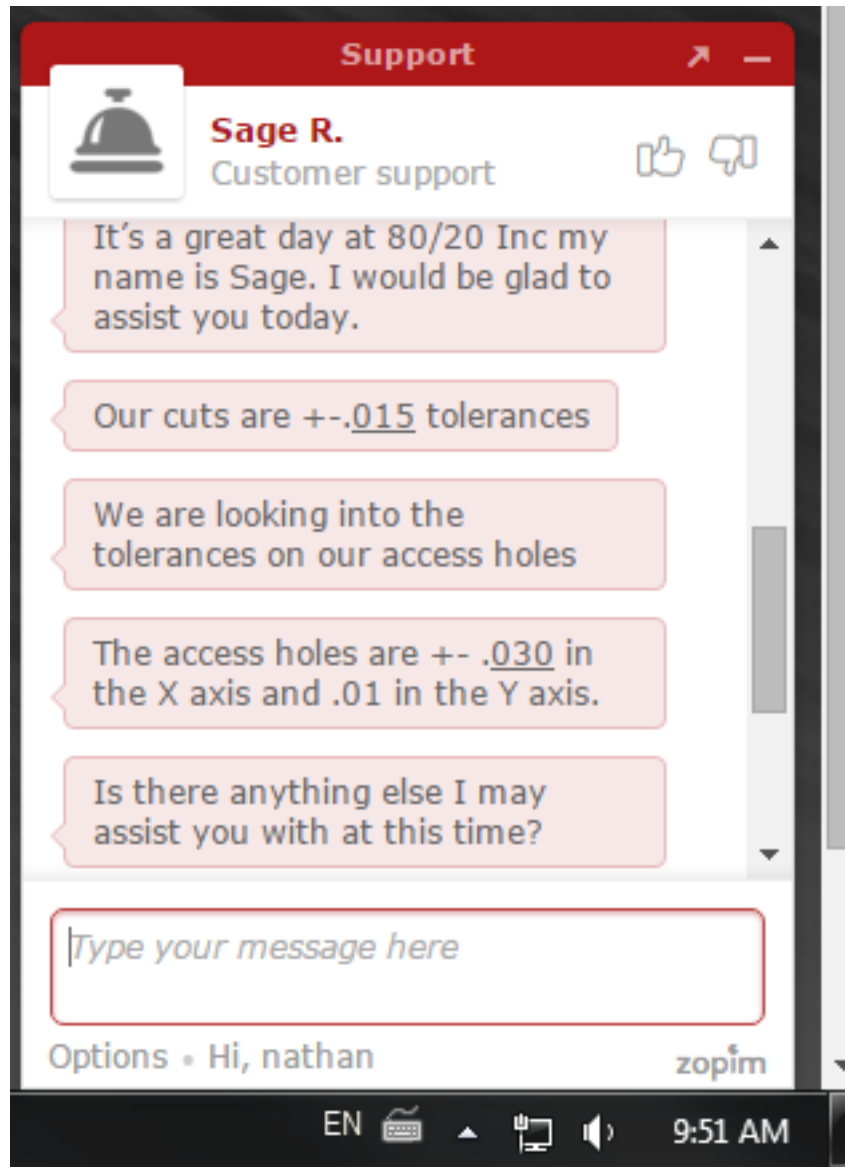 Support
Sage R.
Customer support
It's a great day at 80/20 Inc my
name is Sage. I would be glad to
assist you today.
Our cuts are +-.015 tolerances
We are looking into the
tolerances on our access holes
The access holes are +- .030 in
the X axis and .01 in the Y axis.
Is there anything else I may
assist you with at this time?
Type your message here
Options • Hi, nathan
zopim
EN
9:51 AM